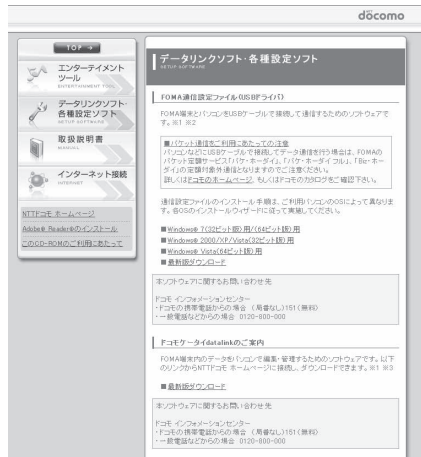 döcomo
TOP
エンターテイメント
ツール
ENTERTAINMENT TOOL
データリンクソフト・
各種設定ソフト
SETUP SOFTWARE
取扱説明書
MANUAL
インターネット接続
INTERNET
NTTドコモ ホームページ
Adobe® Reader®のインストール
このCD-ROMのご利用にあたって
データリンクソフト・各種設定ソフト
SETUP SOFTWARE
FOMA通信設定ファイル(USBドライバ)
FOMA端末とパソコンをUSBケーブルで接続して通信するためのソフトウェアで
す。※1 ※2
■パケット通信をご利用にあたっての注意
パソコンなどにUSBケーブルで接続してデータ通信を行う場合は、FOMAの
パケット定額サービス「パケ・ホーダイ」、「パケ・ホーダイ フル」、「Biz・ホー
ダイ」の定額対象外通信となりますのでご注意ください。
詳しくはドコモのホームページ、もしくはドコモのカタログをご確認下さい。
通信設定ファイルのインストール手順は、ご利用パソコンのOSによって異なりま
す。各OSのインストールウィザードに従って実施してください。
■Windows® 7(32ビット版)用/(64ビット版)用
■Windows® 2000/XP/Vista(32ビット版)用
■Windows® Vista(64ビット版)用
■最新版ダウンロード
本ソフトウェアに関するお問い合わせ先
ドコモ インフォメーションセンター
・ドコモの携帯電話からの場合 (局番なし)151(無料)
・一般電話などからの場合 0120-800-000
ドコモケータイdatalinkのご案内
FOMA端末内のデータをパソコンで編集・管理するためのソフトウェアです。以下
のリンクからNTTドコモ ホームページに接続し、ダウンロードできます。※1 ※3
■最新版ダウンロード
本ソフトウェアに関するお問い合わせ先
ドコモ インフォメーションセンター
・ドコモの携帯電話からの場合 (局番なし)151(無料)
・一般電話などからの場合 0120-800-000